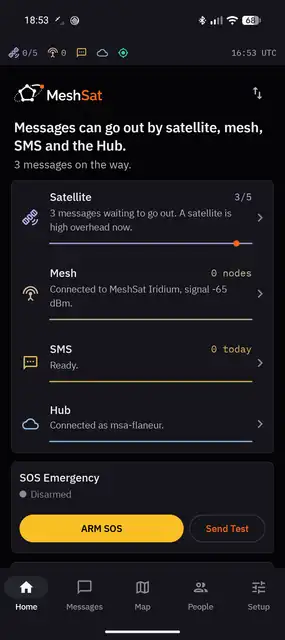 18:53
68
0/5
0
16:53 UTC
MeshSat
Messages can go out by satellite, mesh,
SMS and the Hub.
3 messages on the way.
Satellite
3/5
3 messages waiting to go out. A satellite is
high overhead now.
Mesh
0 nodes
Connected to MeshSat Iridium, signal -65
dBm.
SMS
0 today
Ready.
Hub
Connected as msa-flaneur.
SOS Emergency
Disarmed
ARM SOS
Send Test
Home
Messages
Map
People
Setup